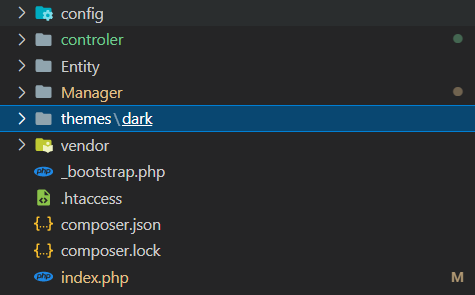 config
controler
Entity
Manager
themes\dark
vendor
_bootstrap.php
.htaccess
composer.json
composer.lock
index.php M